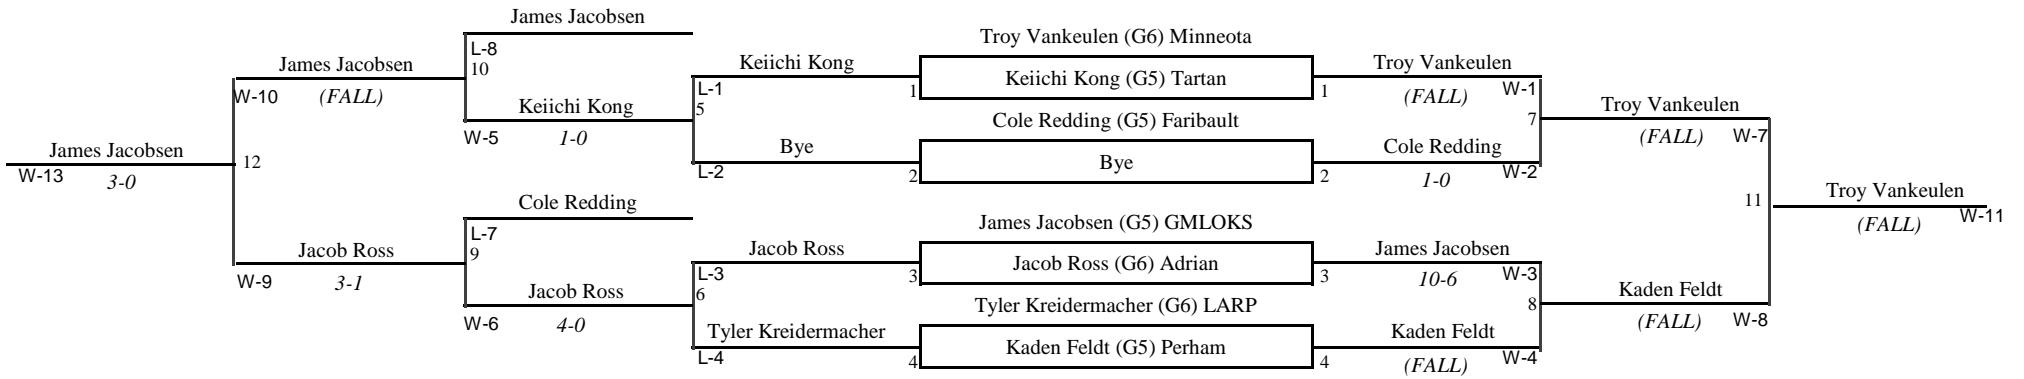 James Jacobsen
L-8
10
James Jacobsen
W-10
(FALL)
Keiichi Kong
W-5
1-0
James Jacobsen
W-13
3-0
12
Cole Redding
L-7
9
Jacob Ross
W-9
3-1
Jacob Ross
W-6
4-0
Keiichi Kong
L-1
5
Bye
L-2
Jacob Ross
L-3
6
Tyler Kreidermacher
L-4
Troy Vankeulen (G6) Minneota
1
Keiichi Kong (G5) Tartan
1
Cole Redding (G5) Faribault
2
Bye
2
James Jacobsen (G5) GMLOKS
3
Jacob Ross (G6) Adrian
3
Tyler Kreidermacher (G6) LARP
4
Kaden Feldt (G5) Perham
4
Troy Vankeulen
(FALL)
W-1
7
Cole Redding
1-0
W-2
James Jacobsen
10-6
W-3
8
Kaden Feldt
(FALL)
W-4
Troy Vankeulen
(FALL)
W-7
11
Kaden Feldt
(FALL)
W-8
Troy Vankeulen
(FALL)
W-11